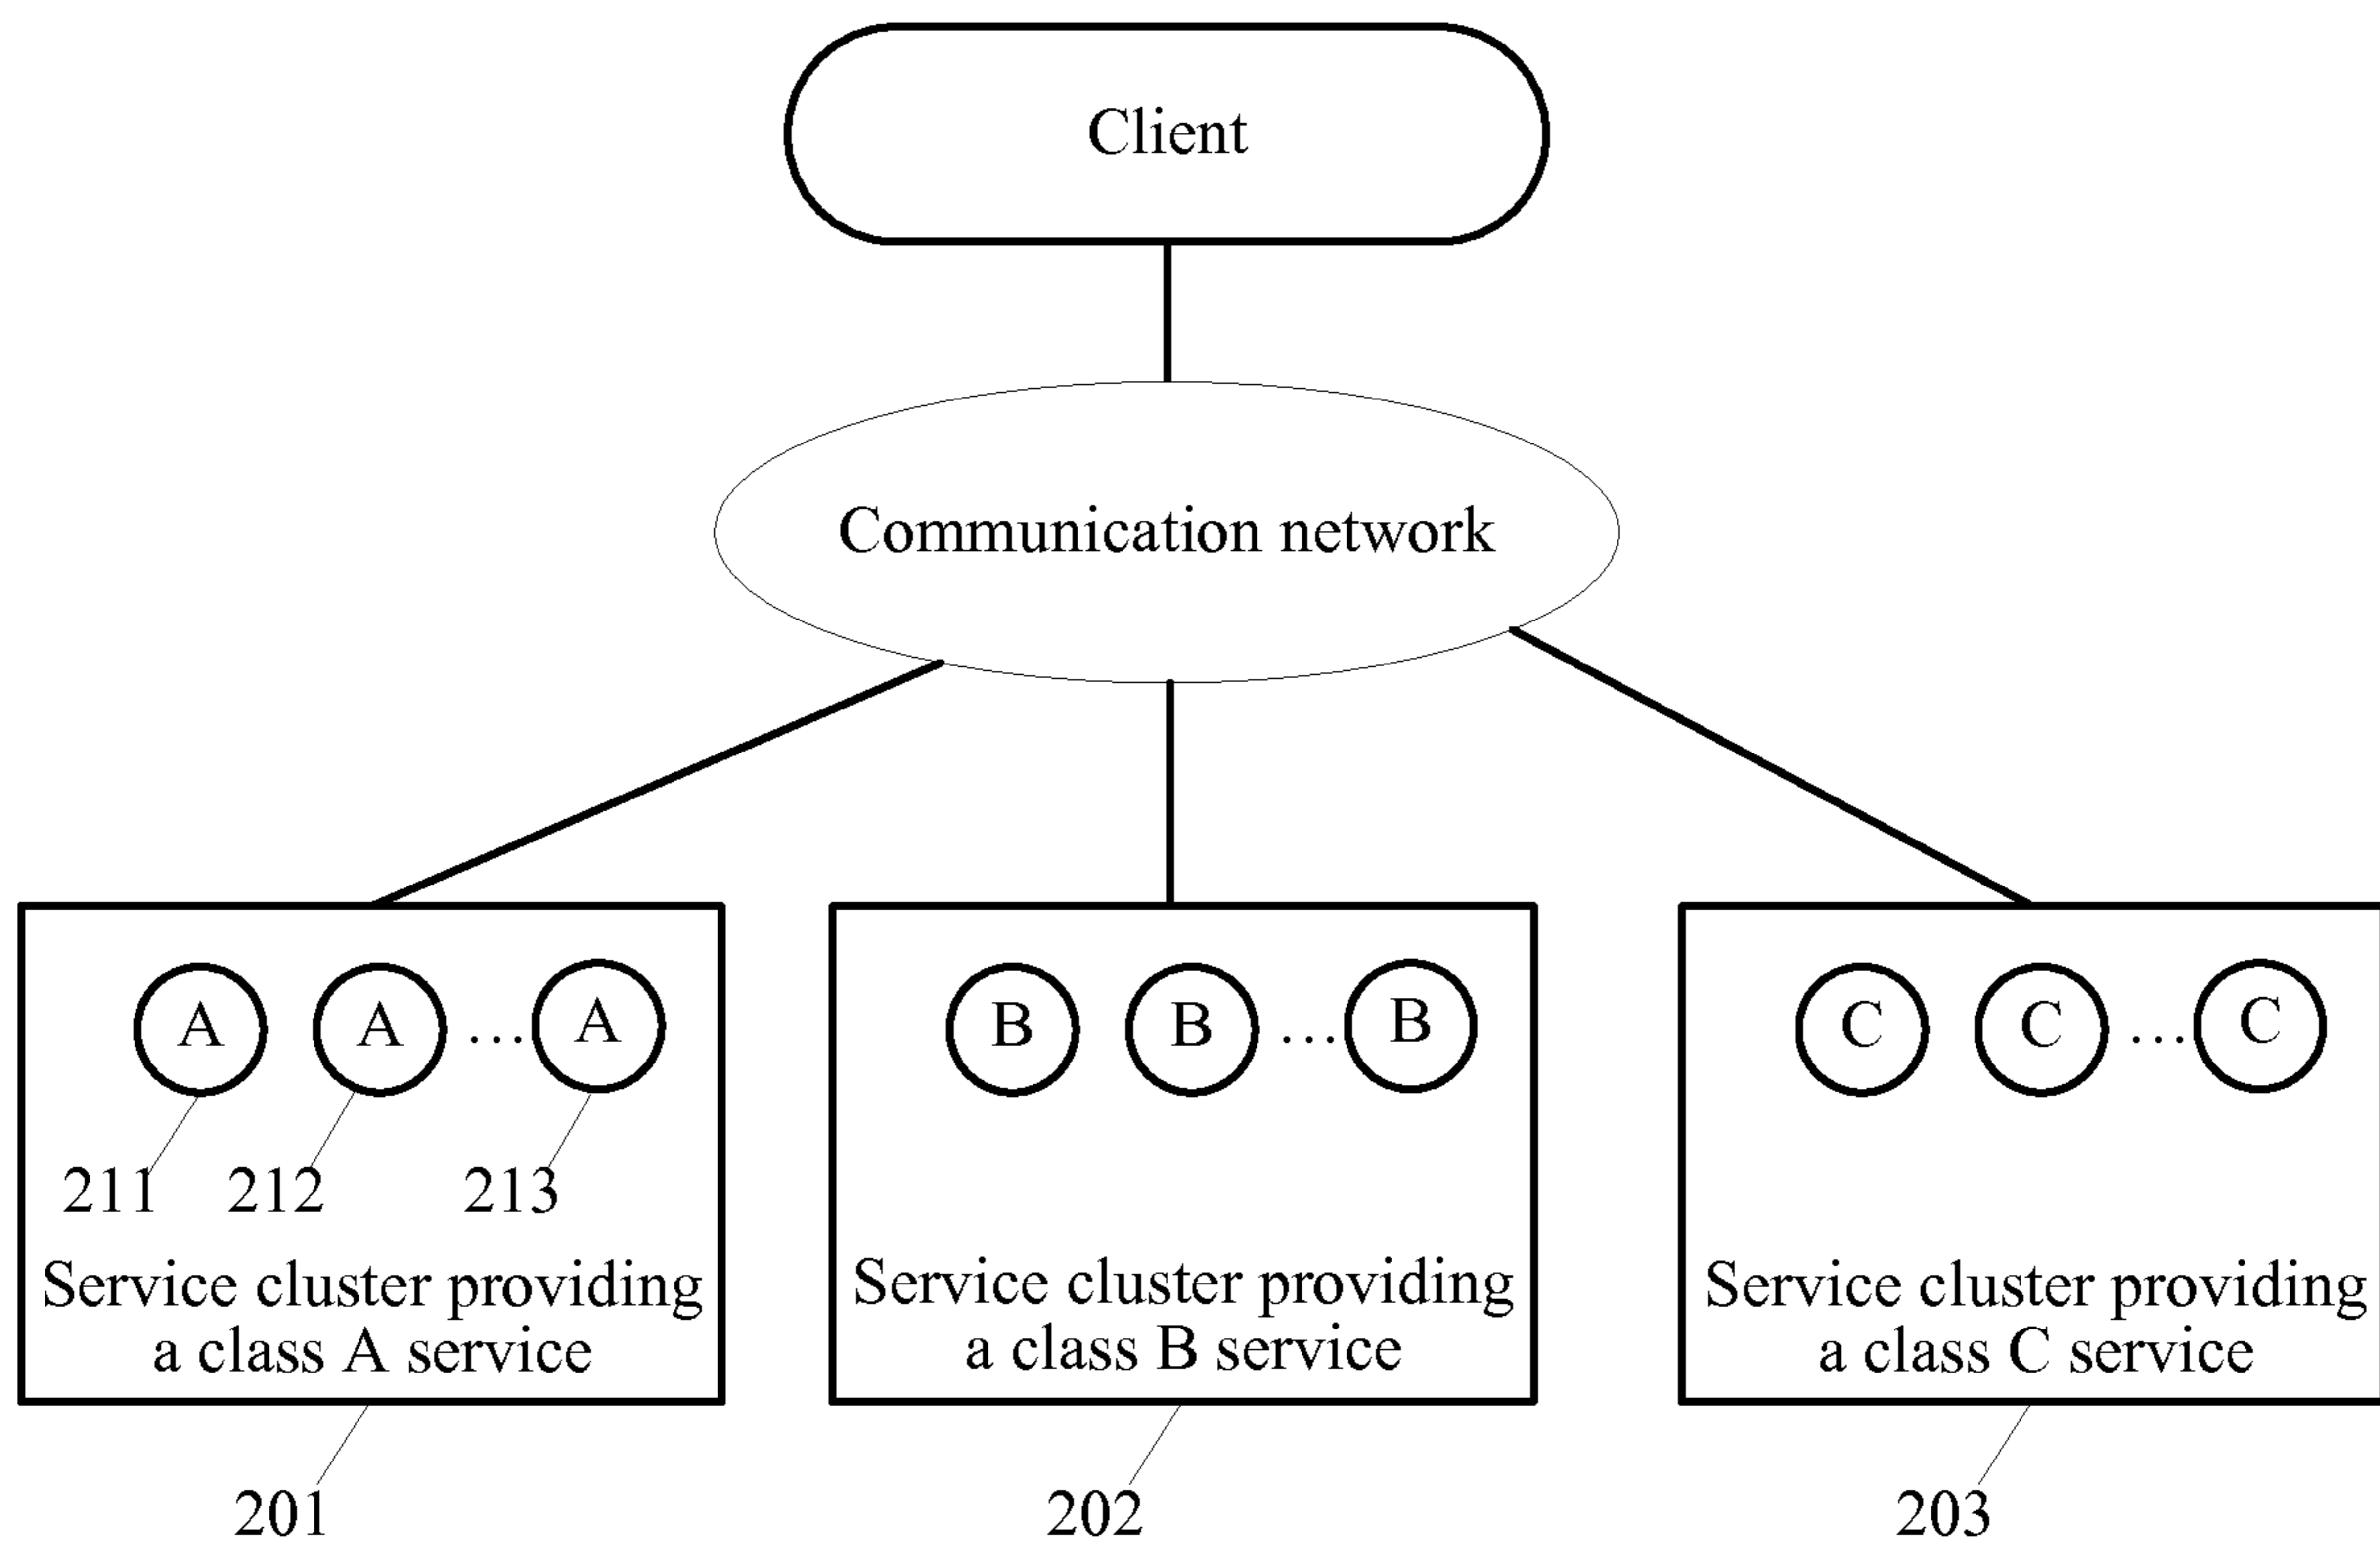 Client
Communication network
A A ... A
B B ... B
C C ... C
211 212 213
Service cluster providing
a class A service
Service cluster providing
a class B service
Service cluster providing
a class C service
201
202
203